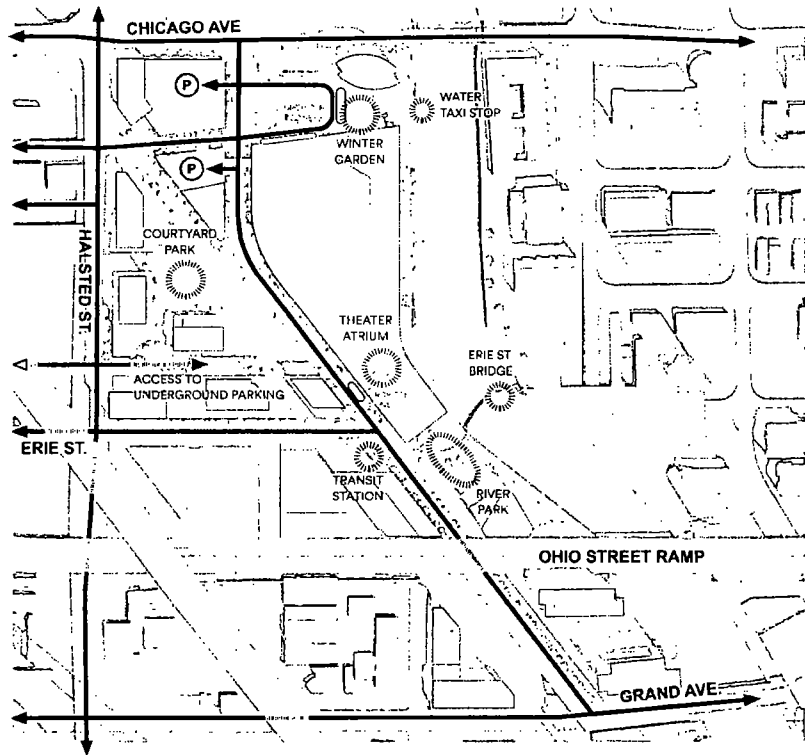 CHICAGO AVE
P
WATER
TAXI STOP
WINTER
GARDEN
P
HALSTED ST.
COURTYARD
PARK
THEATER
ATRIUM
ERIE ST
BRIDGE
ACCESS TO
UNDERGROUND PARKING
ERIE ST.
TRANSIT
STATION
RIVER
PARK
OHIO STREET RAMP
GRAND AVE.